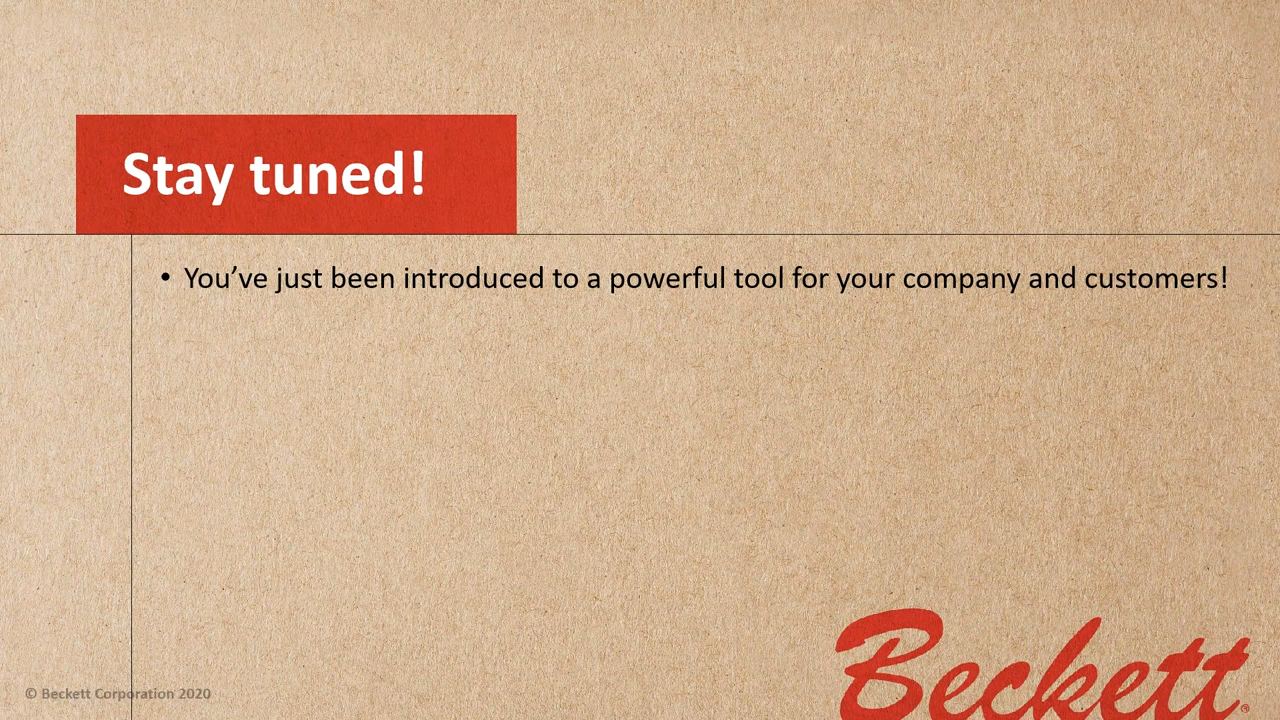 Stay tuned!
• You’ve just been introduced to a powerful tool for your company and customers!
Beckett®
© Beckett Corporation 2020